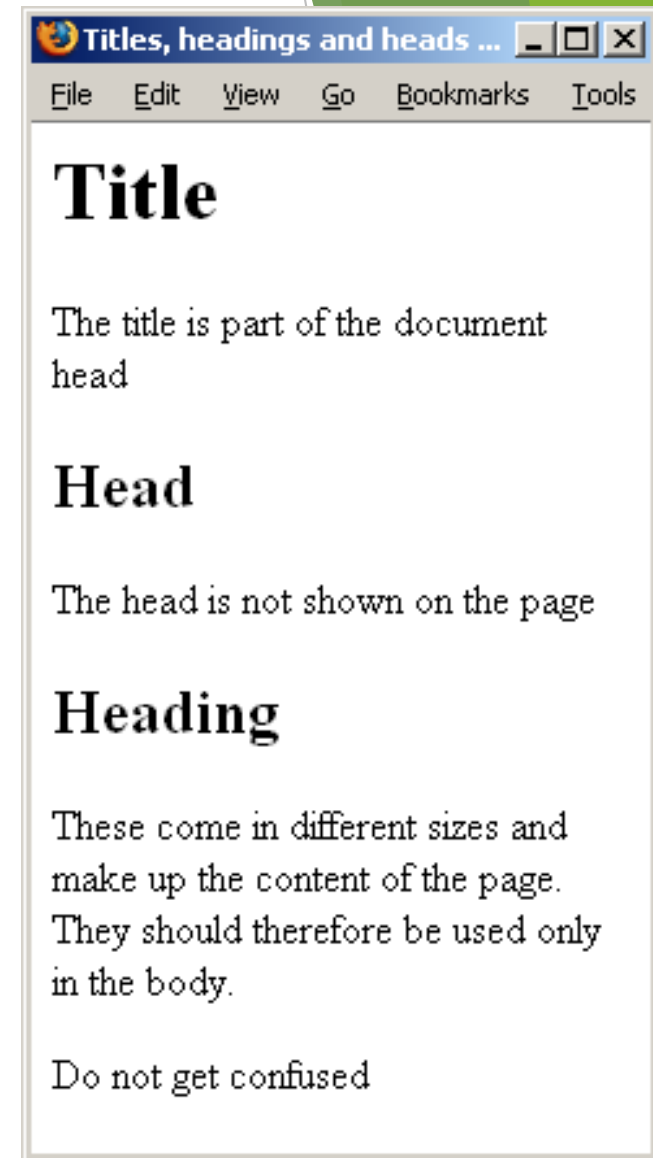 Titles, headings and heads ...
File Edit View Go Bookmarks Tools
Title
The title is part of the document
head
Head
The head is not shown on the page
Heading
These come in different sizes and
make up the content of the page.
They should therefore be used only
in the body.
Do not get confused